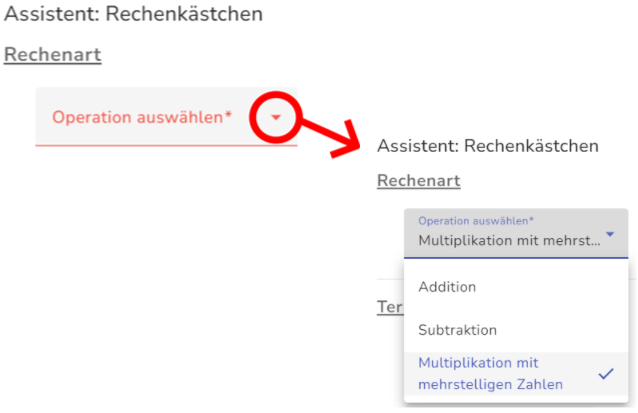 Assistent: Rechenkästchen
Rechenart
Operation auswählen*
Assistent: Rechenkästchen
Rechenart
Operation auswählen*
Multiplikation mit mehrst...
Addition
Ter
Subtraktion
Multiplikation mit
mehrstelligen Zahlen